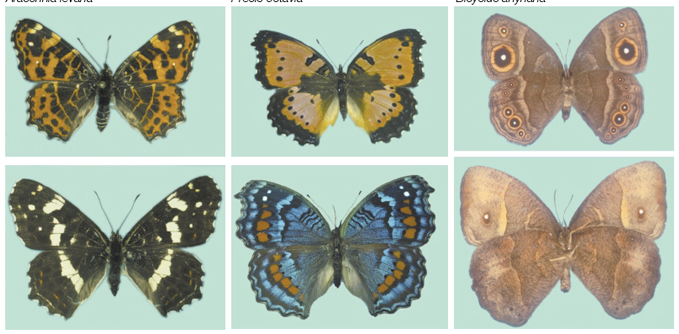 Araschnia levana
Precis octavia
Bicyclus anynana